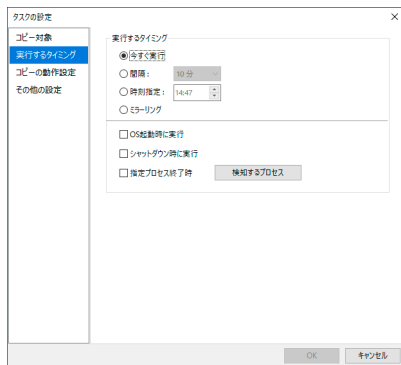 タスクの設定
コピー対象
実行するタイミング
コピーの動作設定
その他の設定
実行するタイミング
今すぐ実行
間隔: 10 分
時刻指定: 14:47
ミラーリング
OS起動時に実行
シャットダウン時に実行
指定プロセス終了時 検知するプロセス
OK キャンセル